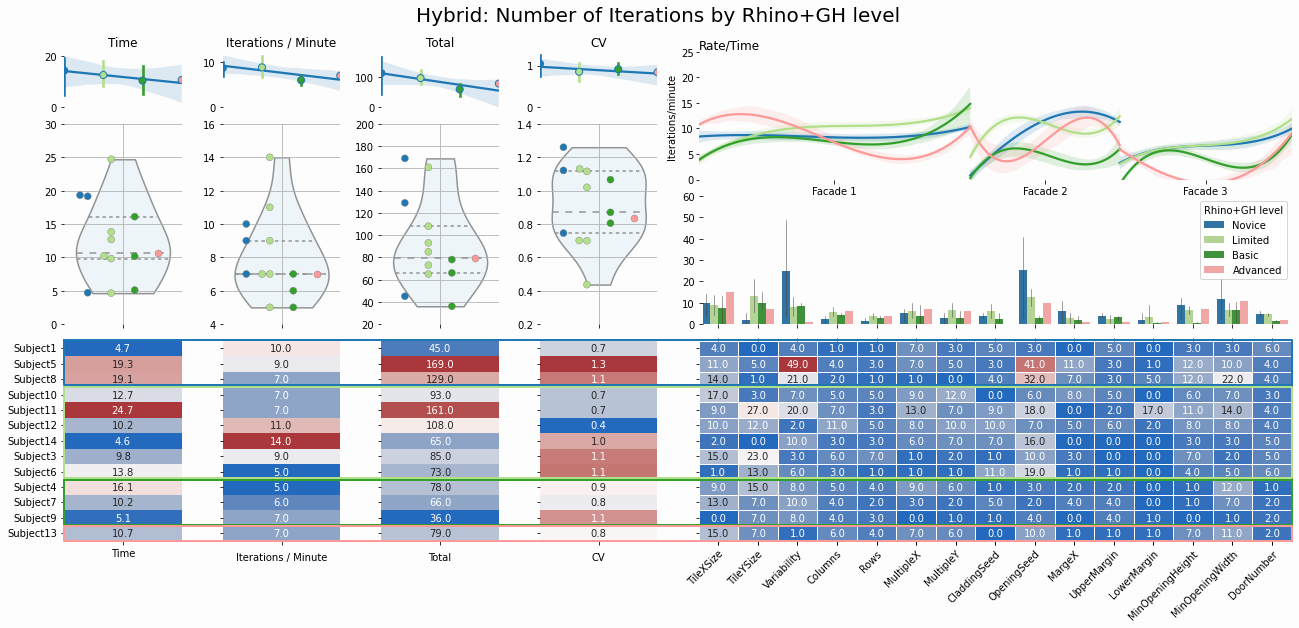 Hybrid: Number of Iterations by Rhino+GH level
Time
Iterations / Minute
Total
CV
Rate/Time
20
0
10
0
100
0
1
0
25
20
15
10
5
0
Iterations/minute
Facade 1
Facade 2
Facade 3
30
25
20
15
10
5
0
16
14
12
10
8
6
4
200
180
160
140
120
100
80
60
40
20
1.4
1.2
1.0
0.8
0.6
0.4
0.2
60
50
40
30
20
10
0
Rhino+GH level
Novice
Limited
Basic
Advanced
Subject1 4.7 10.0 45.0 0.7 4.0 0.0 4.0 1.0 1.0 7.0 3.0 5.0 3.0 0.0 5.0 0.0 3.0 3.0 6.0
Subject5 19.3 9.0 169.0 1.3 11.0 5.0 49.0 4.0 3.0 7.0 5.0 3.0 41.0 11.0 3.0 1.0 12.0 10.0 4.0
Subject8 19.1 7.0 129.0 1.1 14.0 1.0 21.0 2.0 1.0 1.0 0.0 4.0 32.0 7.0 3.0 5.0 12.0 22.0 4.0
Subject10 12.7 7.0 93.0 0.7 17.0 3.0 7.0 5.0 5.0 9.0 12.0 0.0 6.0 8.0 5.0 0.0 6.0 7.0 3.0
Subject11 24.7 7.0 161.0 0.7 9.0 27.0 20.0 7.0 3.0 13.0 7.0 9.0 18.0 0.0 2.0 17.0 11.0 14.0 4.0
Subject12 10.2 11.0 108.0 0.4 10.0 12.0 2.0 11.0 5.0 8.0 10.0 10.0 7.0 5.0 6.0 2.0 8.0 8.0 4.0
Subject14 4.6 14.0 65.0 1.0 2.0 0.0 10.0 3.0 3.0 6.0 7.0 7.0 16.0 0.0 0.0 0.0 3.0 3.0 5.0
Subject3 9.8 9.0 85.0 1.1 15.0 23.0 3.0 6.0 7.0 2.0 1.0 1.0 10.0 3.0 0.0 0.0 7.0 2.0 5.0
Subject6 13.8 5.0 73.0 1.1 1.0 13.0 6.0 3.0 1.0 1.0 2.0 11.0 19.0 1.0 1.0 0.0 4.0 5.0 6.0
Subject4 16.1 5.0 78.0 0.9 9.0 15.0 8.0 5.0 4.0 9.0 6.0 1.0 3.0 2.0 2.0 0.0 1.0 12.0 1.0
Subject7 10.2 6.0 66.0 0.8 13.0 7.0 10.0 4.0 2.0 3.0 2.0 5.0 2.0 4.0 4.0 0.0 1.0 7.0 2.0
Subject9 5.1 7.0 36.0 1.1 0.0 7.0 8.0 4.0 3.0 0.0 1.0 1.0 4.0 0.0 4.0 1.0 0.0 1.0 2.0
Subject13 10.7 7.0 79.0 0.8 15.0 7.0 1.0 6.0 4.0 7.0 6.0 0.0 10.0 1.0 1.0 1.0 7.0 11.0 2.0
Time
Iterations / Minute
Total
CV
TileXSize
TileYSize
Variability
Columns
Rows
MultipleX
MultipleY
CladdingSeed
OpeningSeed
MargeX
UpperMargin
LowerMargin
MinOpeningHeight
MinOpeningWidth
DoorNumber